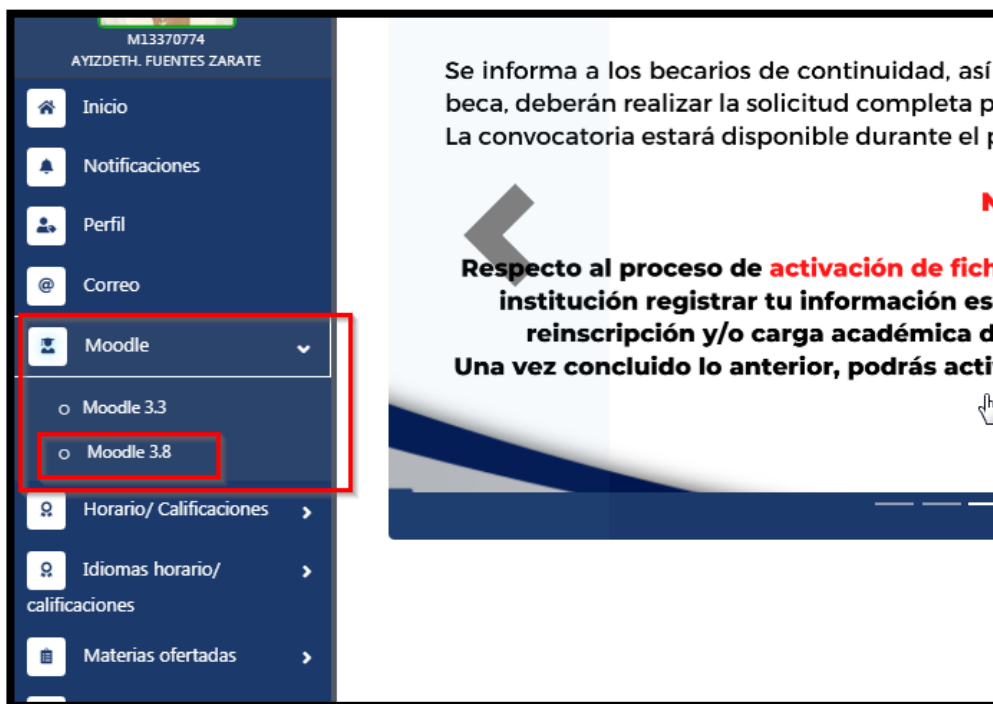 M13370774
AYIZDETH. FUENTES ZARATE
Inicio
Notificaciones
Perfil
@ Correo
Moodle
Moodle 3.3
Moodle 3.8
Horario/ Calificaciones
Idiomas horario/
calificaciones
Materias ofertadas
Se informa a los becarios de continuidad, así
beca, deberán realizar la solicitud completa p
La convocatoria estará disponible durante el p
Respecto al proceso de activación de fich
institución registrar tu información es
reinscripción y/o carga académica d
Una vez concluido lo anterior, podrás acti